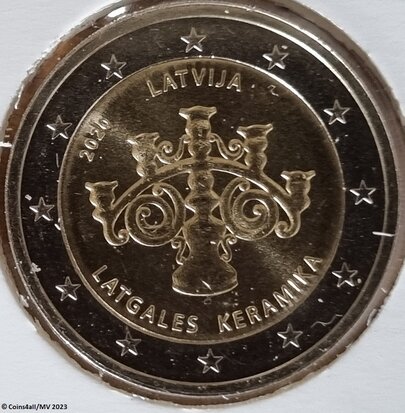 LATVIJA
2020
LATGALES KERAMIKA
© Coins4all/MV 2023